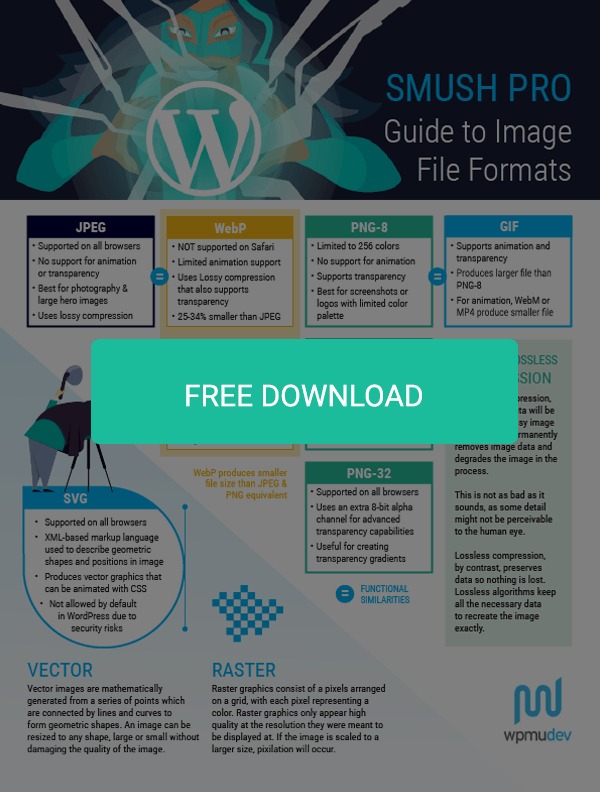 SMUSH PRO
Guide to Image
File Formats
JPEG
• Supported on all browsers
• No support for animation
or transparency
• Best for photography &
large hero images
• Uses lossy compression
WebP
• NOT supported on Safari
• Limited animation support
• Uses Lossy compression
that also supports
transparency
• 25-34% smaller than JPEG
PNG-8
• Limited to 256 colors
• No support for animation
• Supports transparency
• Best for screenshots or
logos with limited color
palette
GIF
• Supports animation and
transparency
• Produces larger file than
PNG-8
• For animation, WebM or
MP4 produce smaller file
FREE DOWNLOAD
will be
image
removes image data and
degrades the image in the
process.
This is not as bad as it
sounds, as some detail
might not be perceivable
to the human eye.
Lossless compression,
by contrast, preserves
data so nothing is lost.
Lossless algorithms keep
all the necessary data
to recreate the image
exactly.
WebP produces smaller
file size than JPEG &
PNG equivalent
PNG-32
• Supported on all browsers
• Uses an extra 8-bit alpha
channel for advanced
transparency capabilities
• Useful for creating
transparency gradients
= FUNCTIONAL
SIMILARITIES
SVG
• Supported on all browsers
• XML-based markup language
used to describe geometric
shapes and positions in image
• Produces vector graphics that
can be animated with CSS
• Not allowed by default
in WordPress due to
security risks
VECTOR
Vector images are mathematically
generated from a series of points which
are connected by lines and curves to
form geometric shapes. An image can be
resized to any shape, large or small without
damaging the quality of the image.
RASTER
Raster graphics consist of a pixels arranged
on a grid, with each pixel representing a
color. Raster graphics only appear high
quality at the resolution they were meant to
be displayed at. If the image is scaled to a
larger size, pixilation will occur.
wpmudev